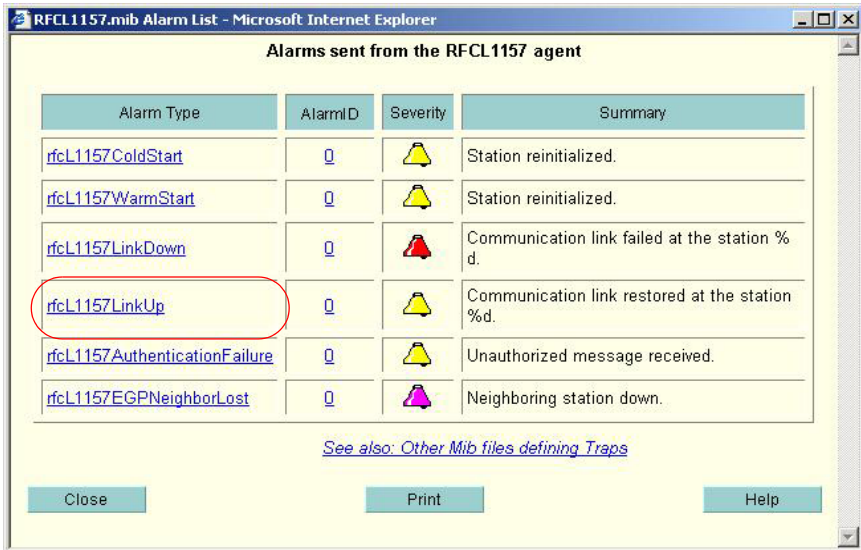 RFCL1157.mib Alarm List - Microsoft Internet Explorer
Alarms sent from the RFCL1157 agent
Alarm Type AlarmID Severity Summary
rfcL1157ColdStart 0 Station reinitialized.
rfcL1157WarmStart 0 Station reinitialized.
rfcL1157LinkDown 0 Communication link failed at the station %
d.
rfcL1157LinkUp 0 Communication link restored at the station
%d.
rfcL1157AuthenticationFailure 0 Unauthorized message received.
rfcL1157EGPNeighborLost 0 Neighboring station down.
See also: Other Mib files defining Traps
Close Print Help